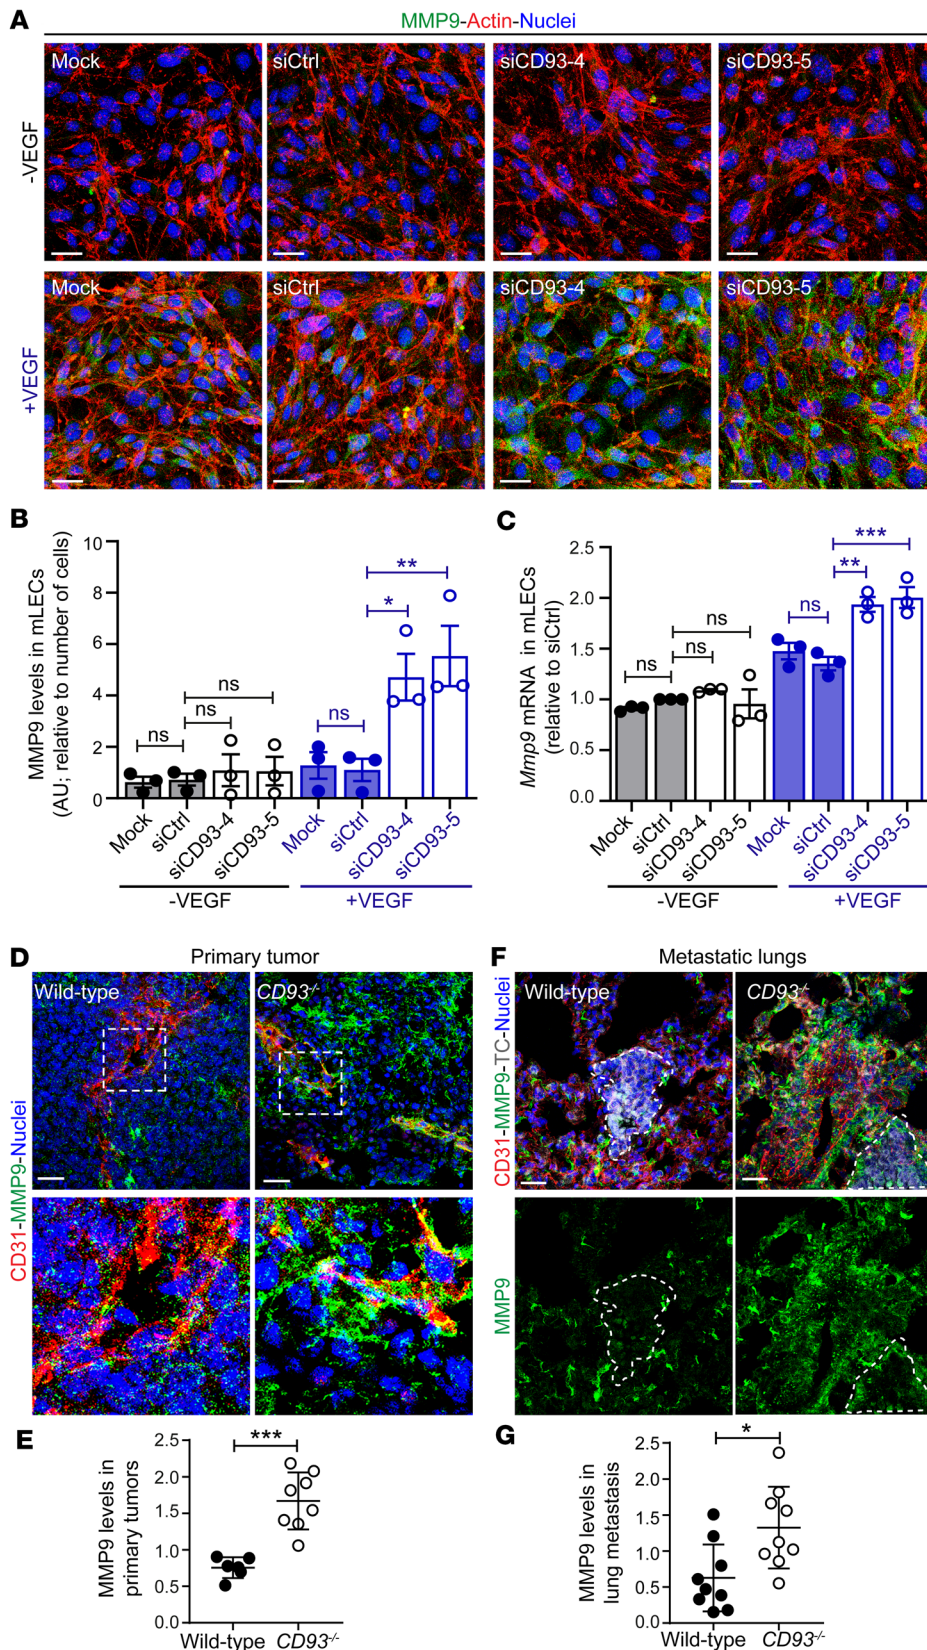 A
MMP9-Actin-Nuclei
Mock siCtrl siCD93-4 siCD93-5
-VEGF
Mock siCtrl siCD93-4 siCD93-5
+VEGF
B
MMP9 levels in mLECs
(AU; relative to number of cells)
10
8
6
4
2
0
ns ns ns ns * **
Mock siCtrl siCD93-4 siCD93-5 Mock siCtrl siCD93-4 siCD93-5
-VEGF +VEGF
C
Mmp9 mRNA in mLECs
(relative to siCtrl)
2.5
2.0
1.5
1.0
0.5
0.0
ns ns ns ns ** ***
Mock siCtrl siCD93-4 siCD93-5 Mock siCtrl siCD93-4 siCD93-5
-VEGF +VEGF
D
Primary tumor
Wild-type CD93-/-
CD31-MMP9-Nuclei
F
Metastatic lungs
Wild-type CD93-/-
CD31-MMP9-TC-Nuclei
MMP9
E
MMP9 levels in
primary tumors
2.5
2.0
1.5
1.0
0.5
0.0
***
Wild-type CD93-/-
G
MMP9 levels in
lung metastasis
2.5
2.0
1.5
1.0
0.5
0.0
*
Wild-type CD93-/-